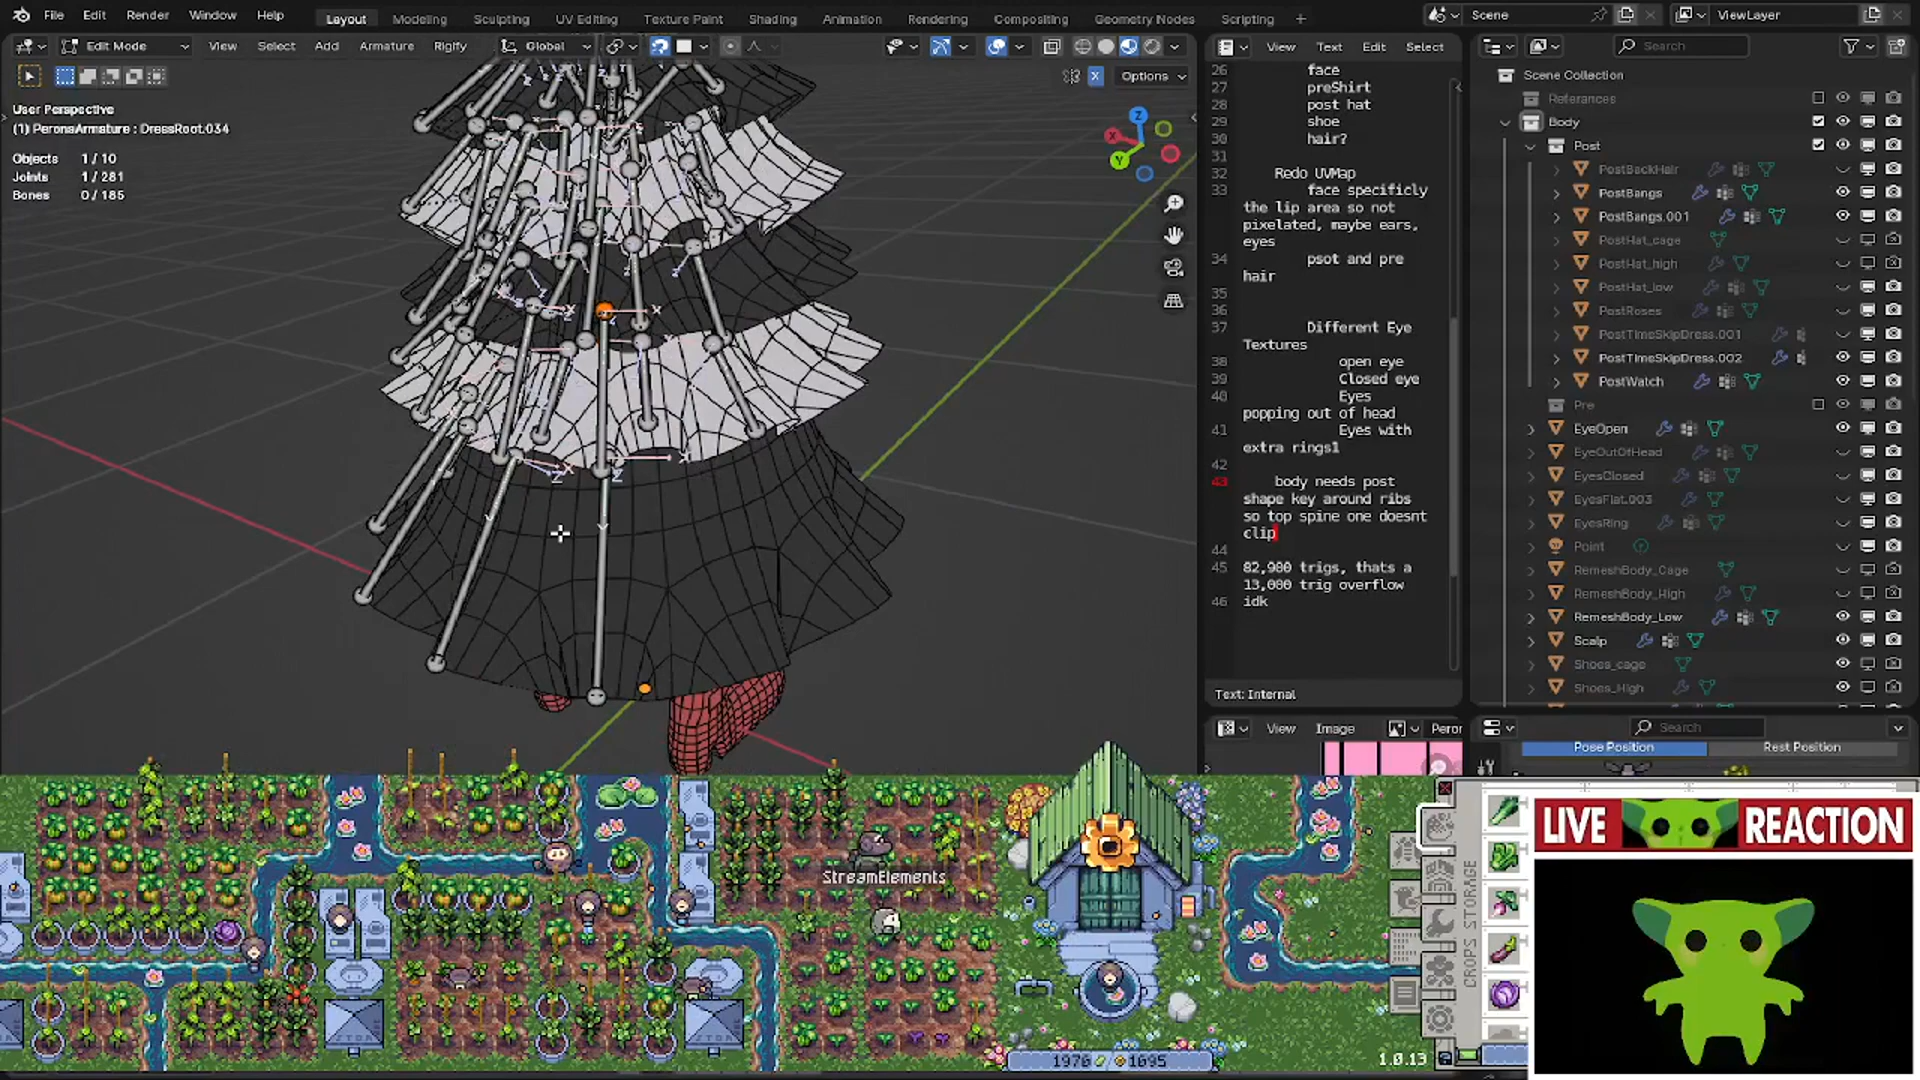 File Edit Render Window Help
Layout Modeling Sculpting UV Editing Texture Paint Shading Animation Rendering Compositing Geometry Nodes Scripting +
Scene
ViewLayer
Edit Mode View Select Add Armature Rigify Global
View Text Edit Select
Search
Options
User Perspective
(1) PeronaArmature : DressRoot.034
Objects 1 / 10
Joints 1 / 281
Bones 0 / 185
26 face
27 preShirt
28 post hat
29 shoe
30 hair?
31
32 Redo UVMap
33 face specificly
the lip area so not
pixelated, maybe ears,
eyes
34 psot and pre
hair
35
36
37 Different Eye
Textures
38 open eye
39 Closed eye
40 Eyes
popping out of head
41 Eyes with
extra rings1
42
43 body needs post
shape key around ribs
so top spine one doesnt
clip
44
45 82,980 trigs, thats a
13,000 trig overflow
46 idk
Text: Internal
View Image Peron
Scene Collection
References
Body
Post
PostBackHair
PostBangs
PostBangs.001
PostHat_cage
PostHat_high
PostHat_low
PostRoses
PostTimeSkipDress.001
PostTimeSkipDress.002
PostWatch
Pre
EyeOpen
EyeOutOfHead
EyesClosed
EyesFlat.003
EyesRing
Point
RemeshBody_Cage
RemeshBody_High
RemeshBody_Low
Scalp
Shoes_cage
Shoes_High
Search
Pose Position Rest Position
X
Y
Z
StreamElements
CROPS STORAGE
LIVE REACTION
1976 1695
1.0.13